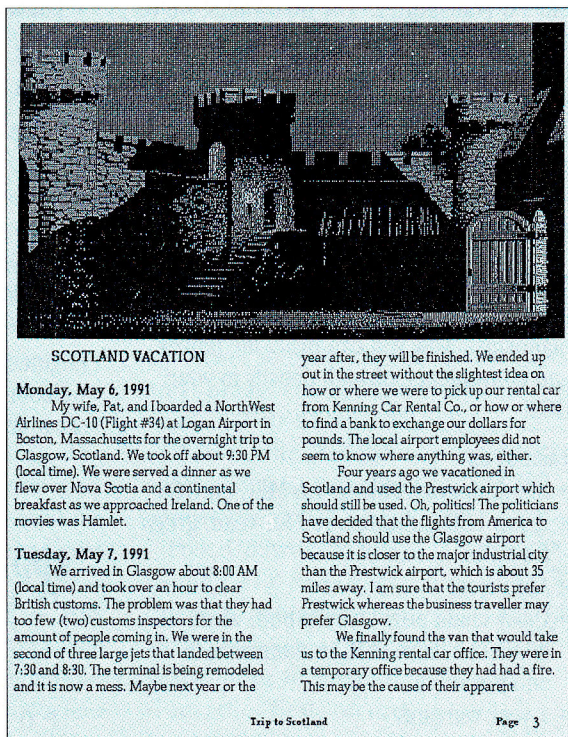 SCOTLAND VACATION
Monday, May 6, 1991
My wife, Pat, and I boarded a NorthWest
Airlines DC-10 (Flight #34) at Logan Airport in
Boston, Massachusetts for the overnight trip to
Glasgow, Scotland. We took off about 9:30 PM
(local time). We were served a dinner as we
flew over Nova Scotia and a continental
breakfast as we approached Ireland. One of the
movies was Hamlet.
Tuesday, May 7, 1991
We arrived in Glasgow about 8:00 AM
(local time) and took over an hour to clear
British customs. The problem was that they had
too few (two) customs inspectors for the
amount of people coming in. We were in the
second of three large jets that landed between
7:30 and 8:30. The terminal is being remodeled
and it is now a mess. Maybe next year or the
year after, they will be finished. We ended up
out in the street without the slightest idea on
how or where we were to pick up our rental car
from Kenning Car Rental Co., or how or where
to find a bank to exchange our dollars for
pounds. The local airport employees did not
seem to know where anything was, either.
Four years ago we vacationed in
Scotland and used the Prestwick airport which
should still be used. Oh, politics! The politicians
have decided that the flights from America to
Scotland should use the Glasgow airport
because it is closer to the major industrial city
than the Prestwick airport, which is about 35
miles away. I am sure that the tourists prefer
Prestwick whereas the business traveller may
prefer Glasgow.
We finally found the van that would take
us to the Kenning rental car office. They were in
a temporary office because they had had a fire.
This may be the cause of their apparent
Trip to Scotland Page 3